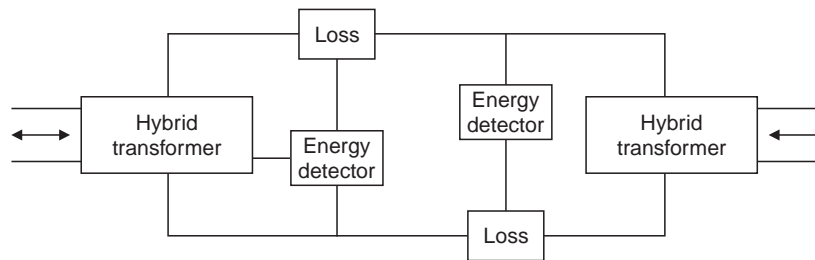 Loss
Hybrid
transformer
Energy
detector
Energy
detector
Hybrid
transformer
Loss